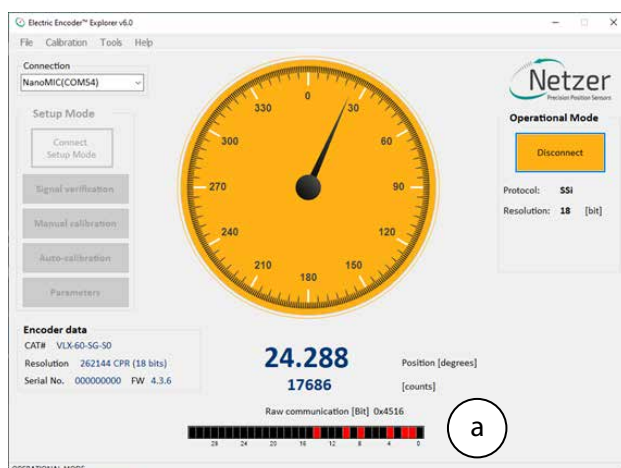 Electric Encoder™ Explorer v6.0
File Calibration Tools Help
Connection
NanoMIC(COM54)
Setup Mode
Connect
Setup Mode
Signal verification
Manual calibration
Auto-calibration
Parameters
0
30
60
90
120
150
180
210
240
270
300
330
Netzer
Precision Position Sensors
Operational Mode
Disconnect
Protocol: SSi
Resolution: 18 [bit]
Encoder data
CAT# VLX-60-SG-S0
Resolution 262144 CPR (18 bits)
Serial No. 000000000 FW 4.3.6
24.288 Position [degrees]
17686 [counts]
Raw communication [Bit] 0x4516
28 24 20 16 12 8 4 0
a
OPERATIONAL MODE